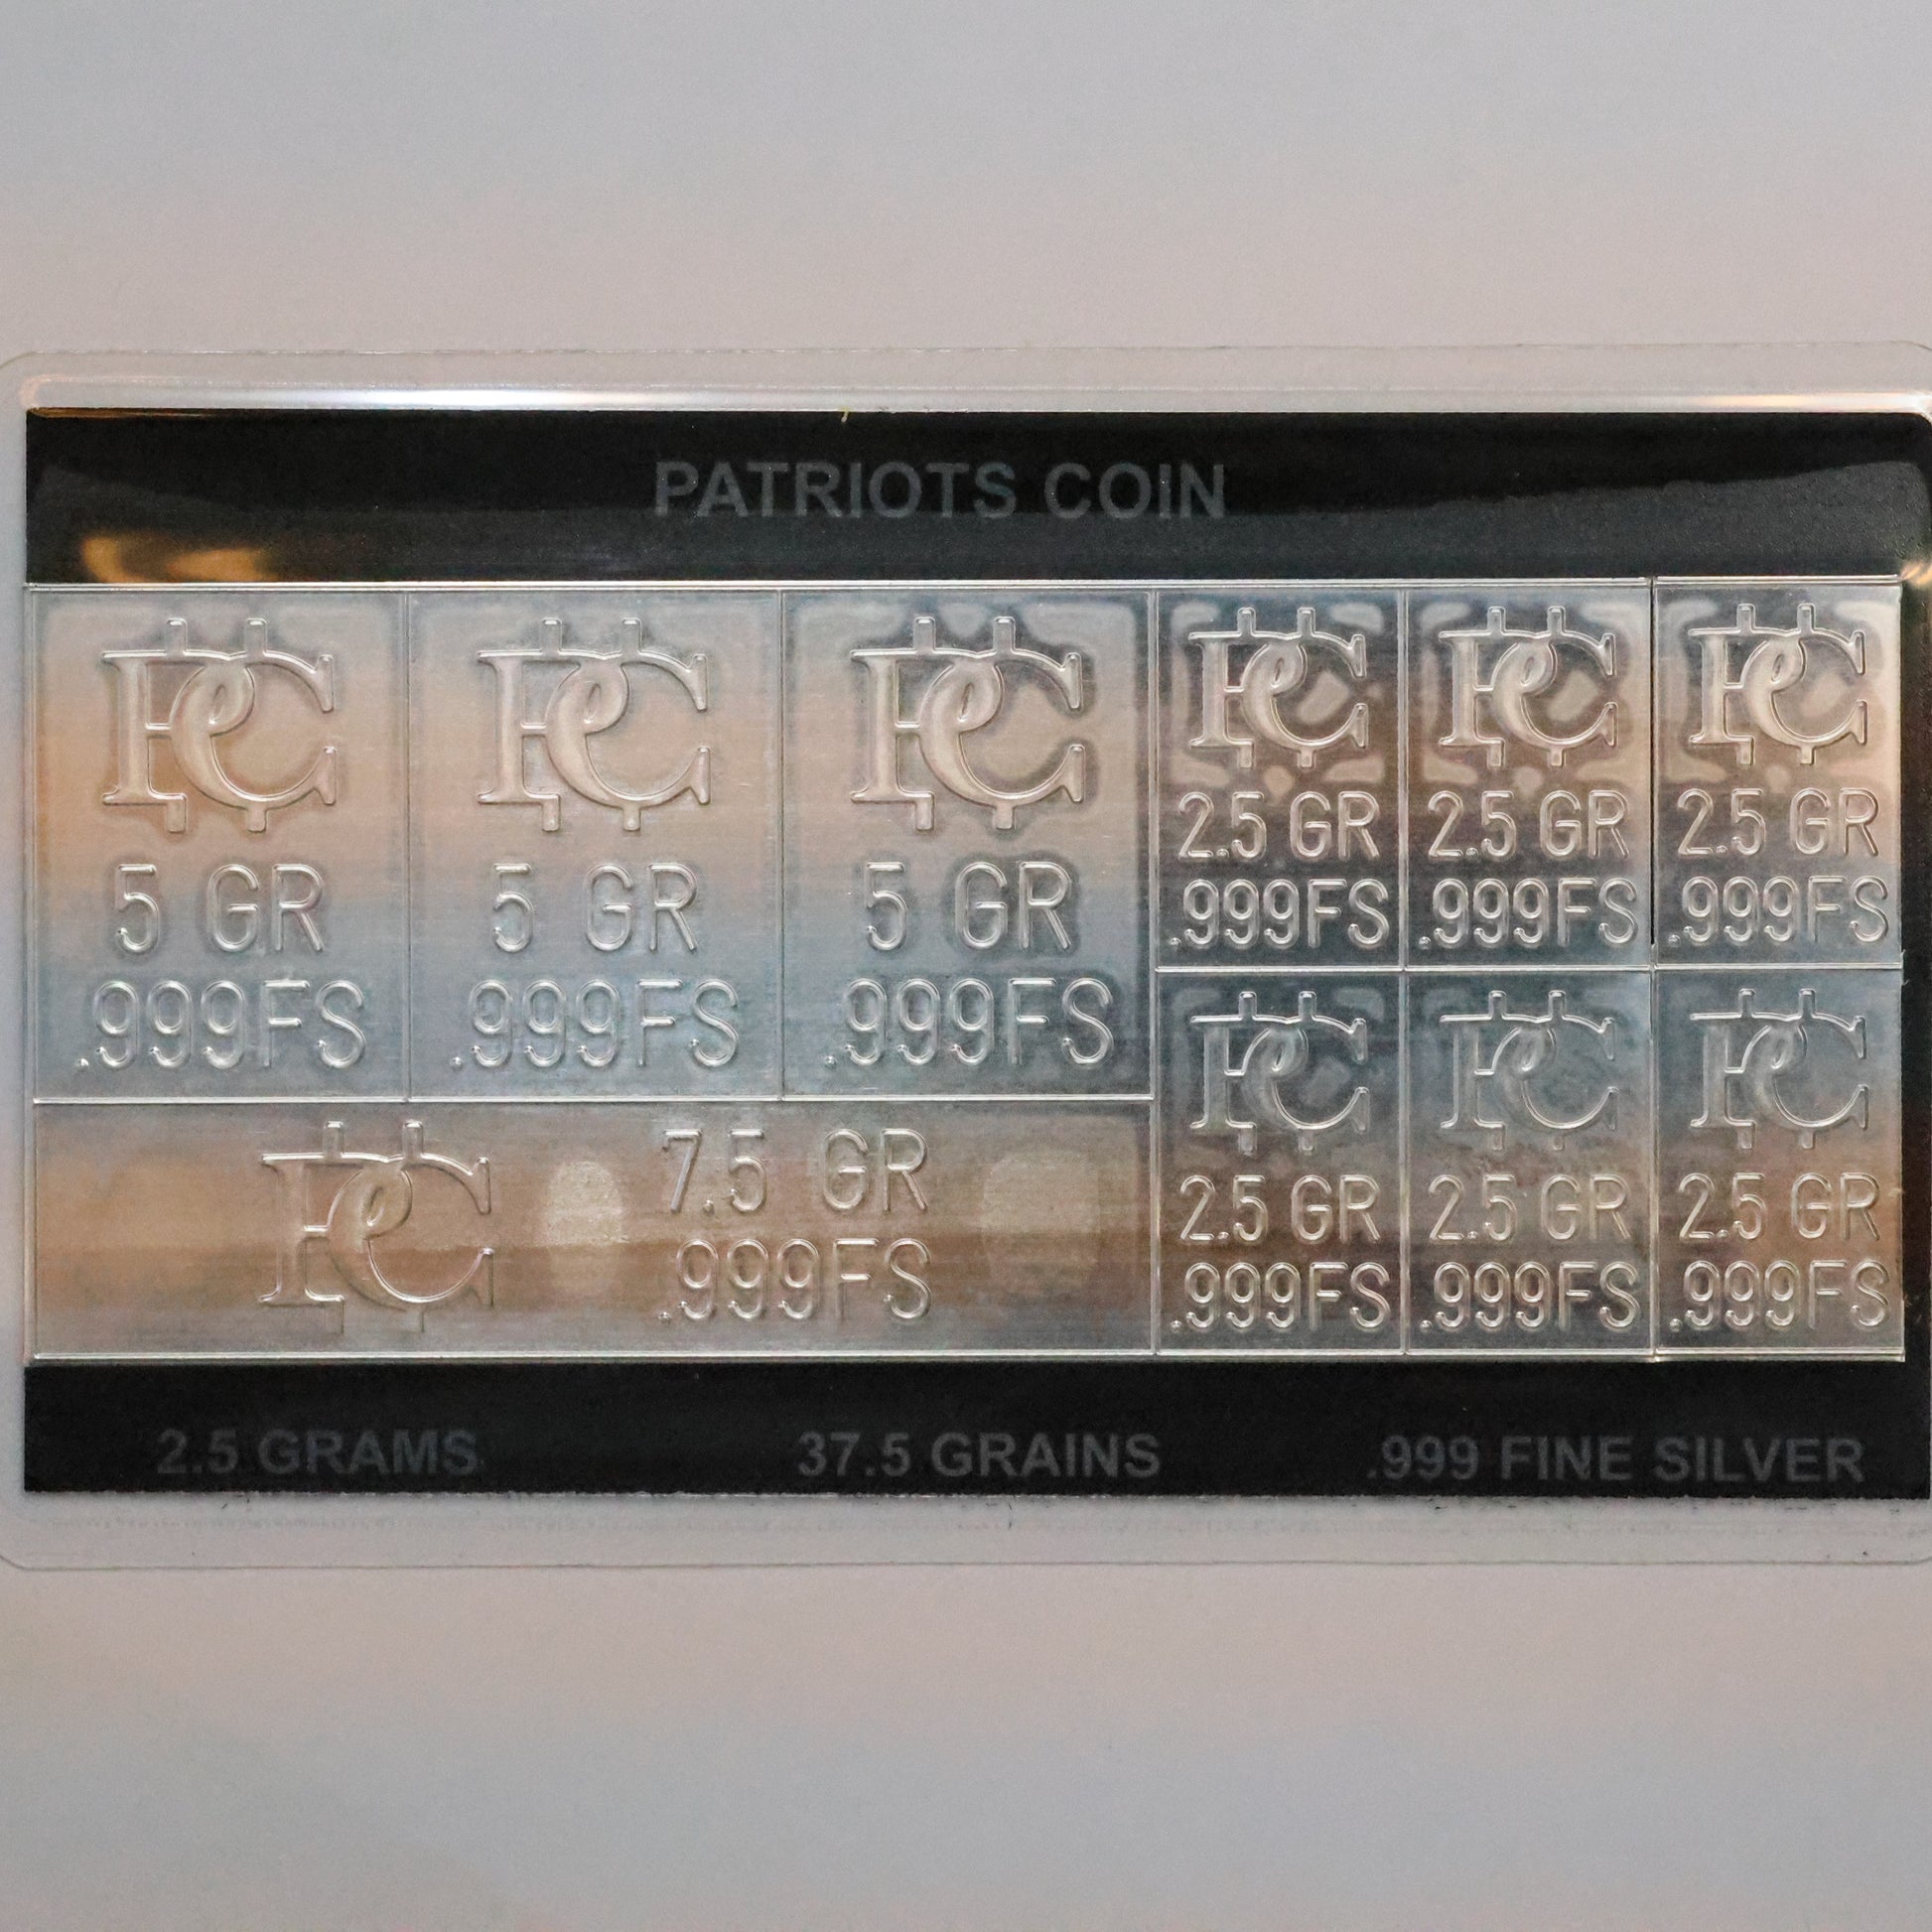 PATRIOTS COIN
PC
5 GR
.999FS
PC
5 GR
.999FS
PC
5 GR
.999FS
PC
2.5 GR
.999FS
PC
2.5 GR
.999FS
PC
2.5 GR
.999FS
PC
7.5 GR
.999FS
PC
2.5 GR
.999FS
PC
2.5 GR
.999FS
PC
2.5 GR
.999FS
2.5 GRAMS
37.5 GRAINS
.999 FINE SILVER